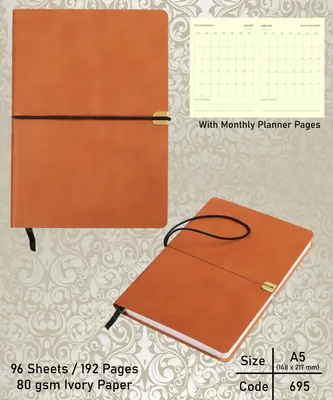 With Monthly Planner Pages
96 Sheets / 192 Pages
80 gsm Ivory Paper
Size A5
(148 x 217 mm)
Code 695